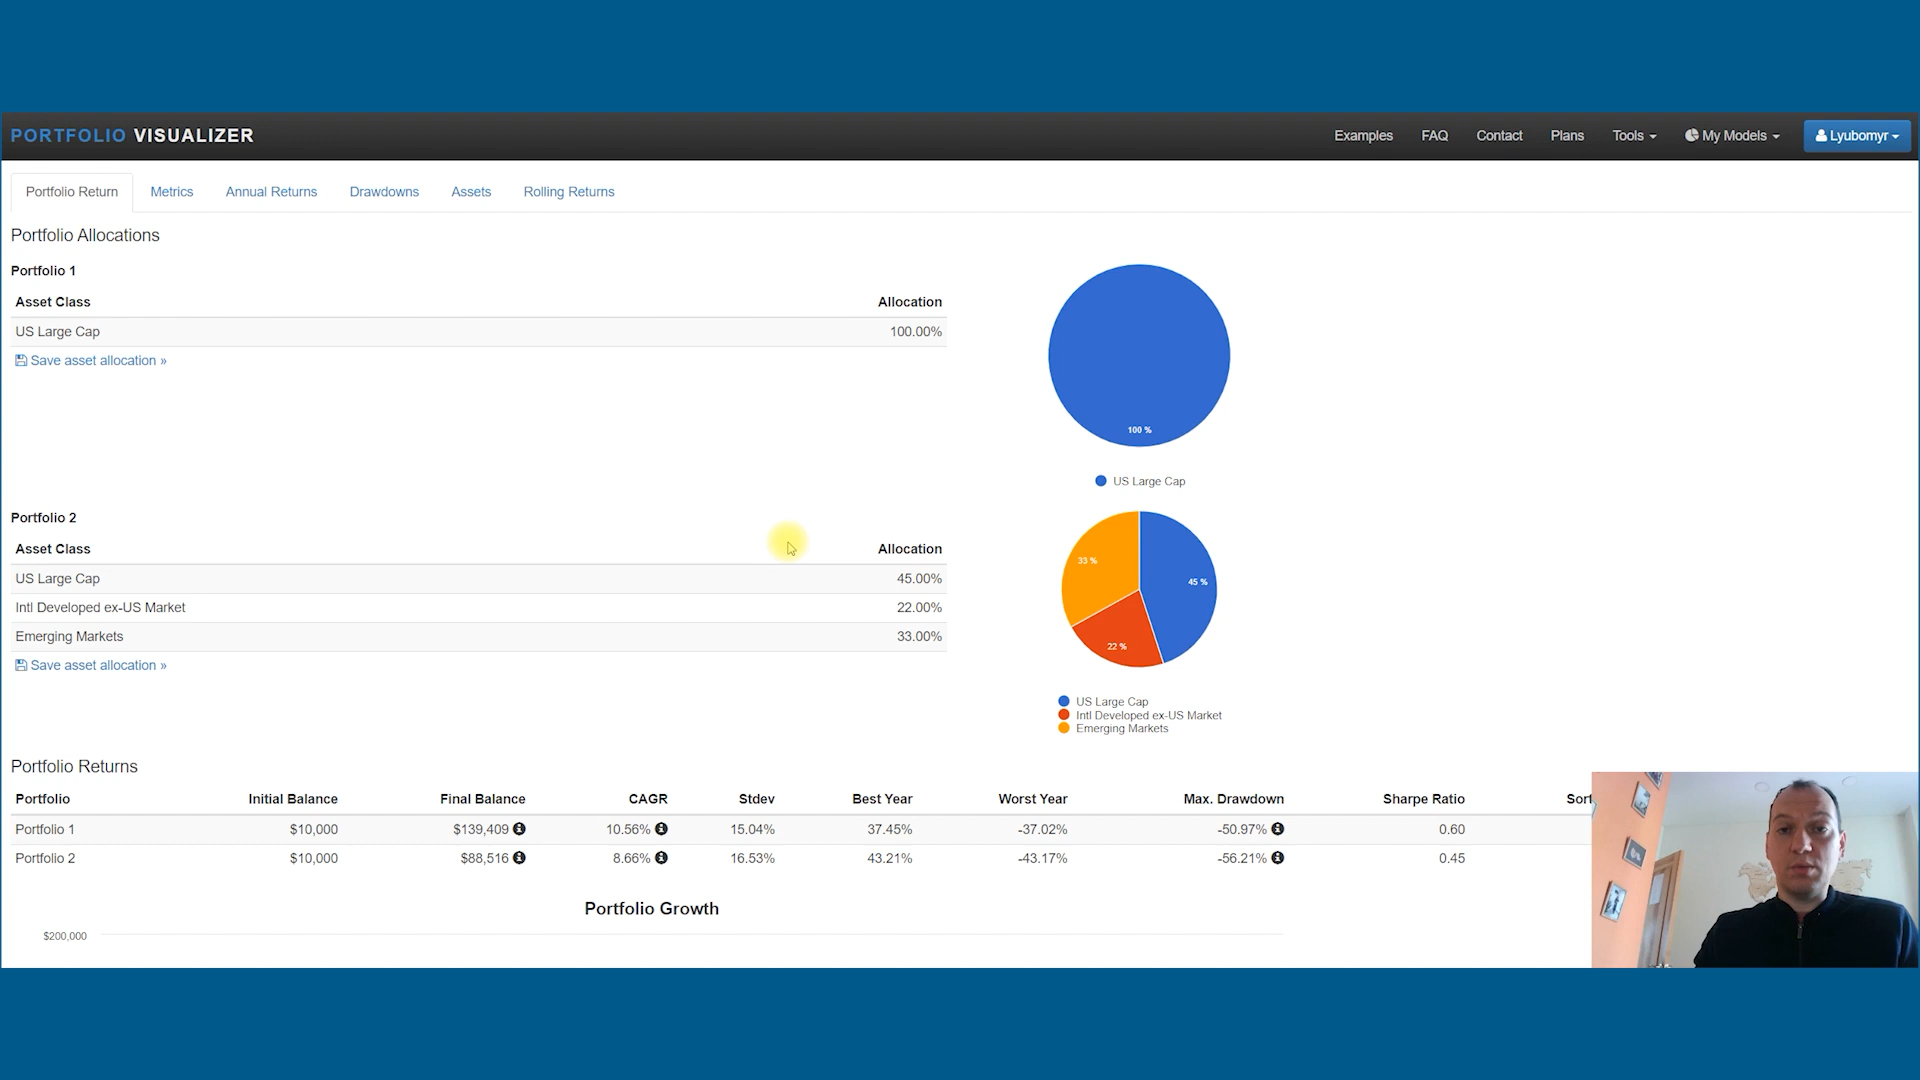 PORTFOLIO VISUALIZER
Examples FAQ Contact Plans Tools My Models Lyubomyr
Portfolio Return Metrics Annual Returns Drawdowns Assets Rolling Returns
Portfolio Allocations
Portfolio 1
Asset Class Allocation
US Large Cap 100.00%
Save asset allocation »
100 %
US Large Cap
Portfolio 2
Asset Class Allocation
US Large Cap 45.00%
Intl Developed ex-US Market 22.00%
Emerging Markets 33.00%
Save asset allocation »
33 %
45 %
22 %
US Large Cap
Intl Developed ex-US Market
Emerging Markets
Portfolio Returns
Portfolio Initial Balance Final Balance CAGR Stdev Best Year Worst Year Max. Drawdown Sharpe Ratio Sort
Portfolio 1 $10,000 $139,409 10.56% 15.04% 37.45% -37.02% -50.97% 0.60
Portfolio 2 $10,000 $88,516 8.66% 16.53% 43.21% -43.17% -56.21% 0.45
Portfolio Growth
$200,000